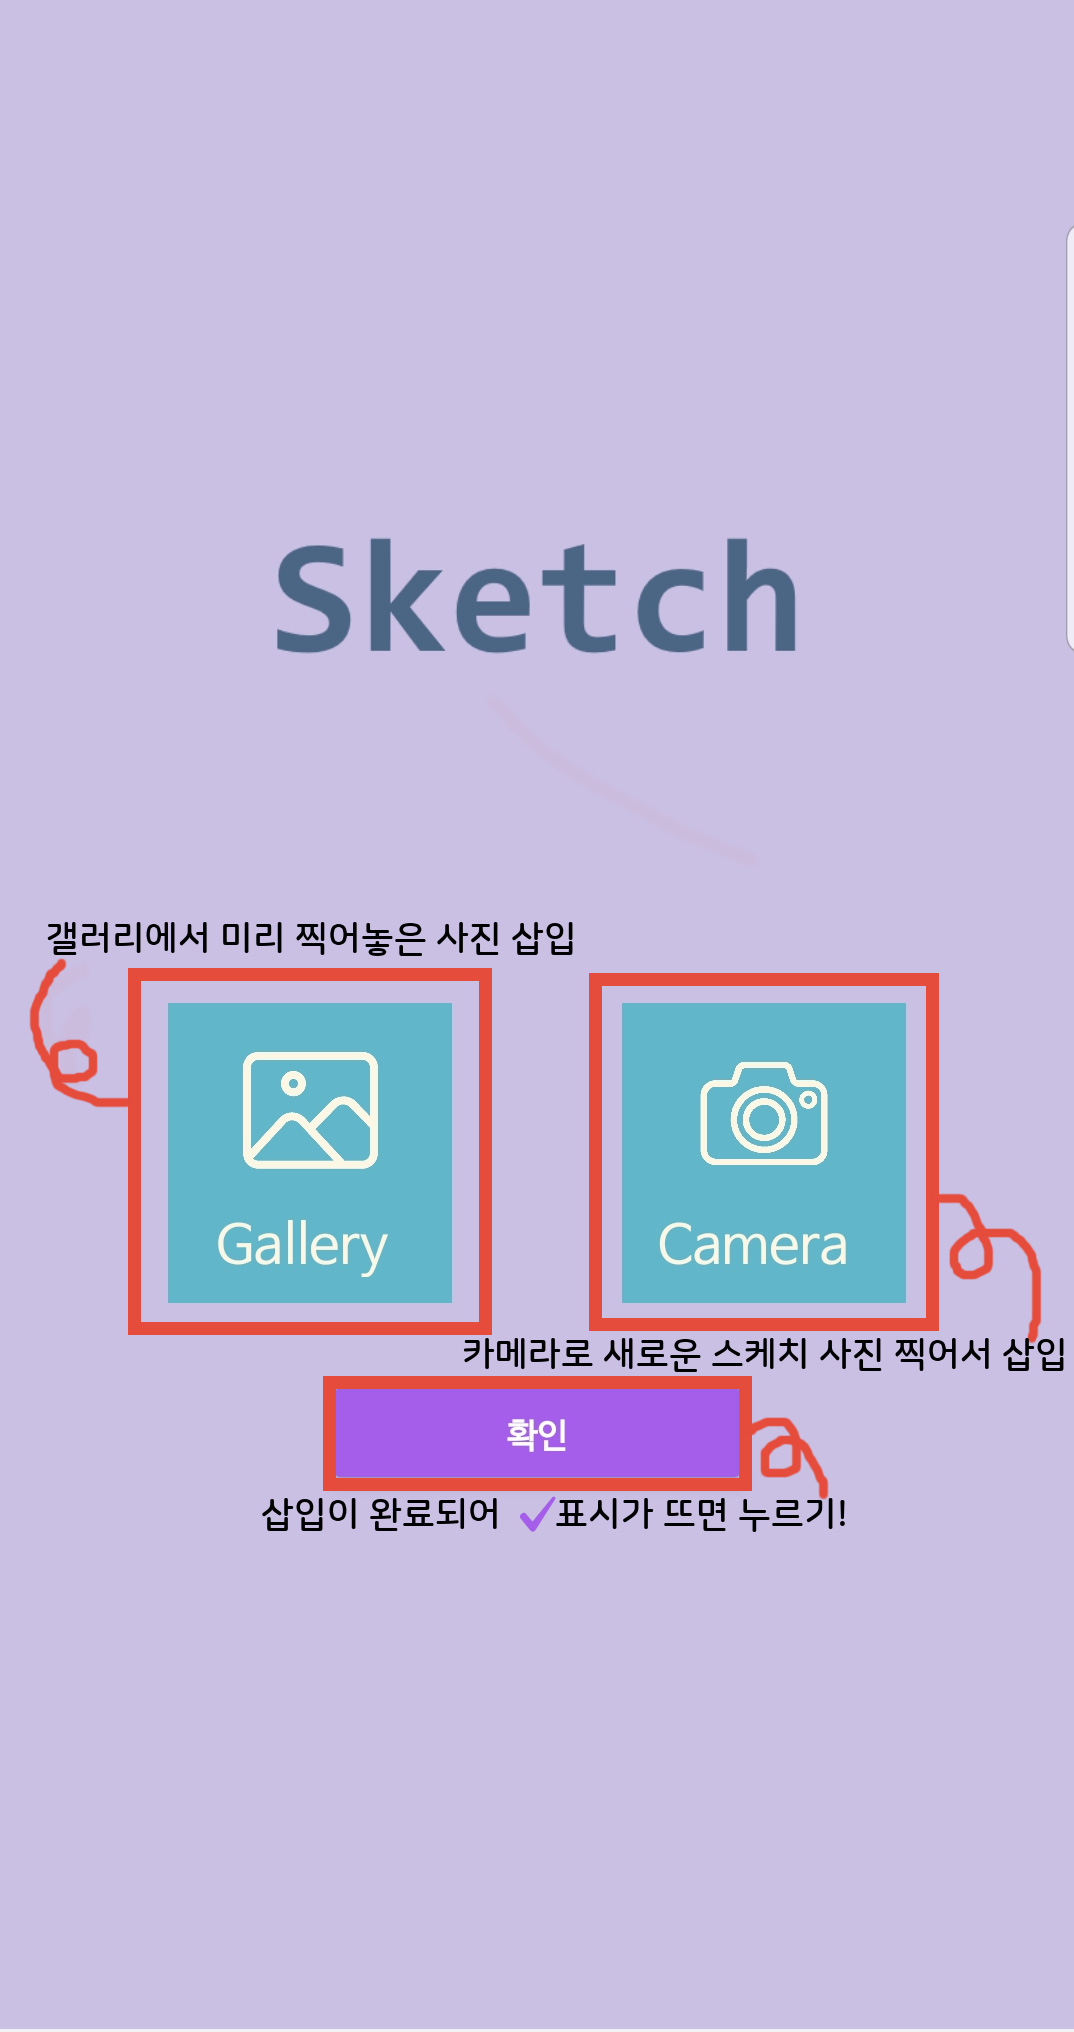 Sketch
갤러리에서 미리 찍어놓은 사진 삽입
Gallery
Camera
카메라로 새로운 스케치 사진 찍어서 삽입
확인
삽입이 완료되어 ✓표시가 뜨면 누르기!